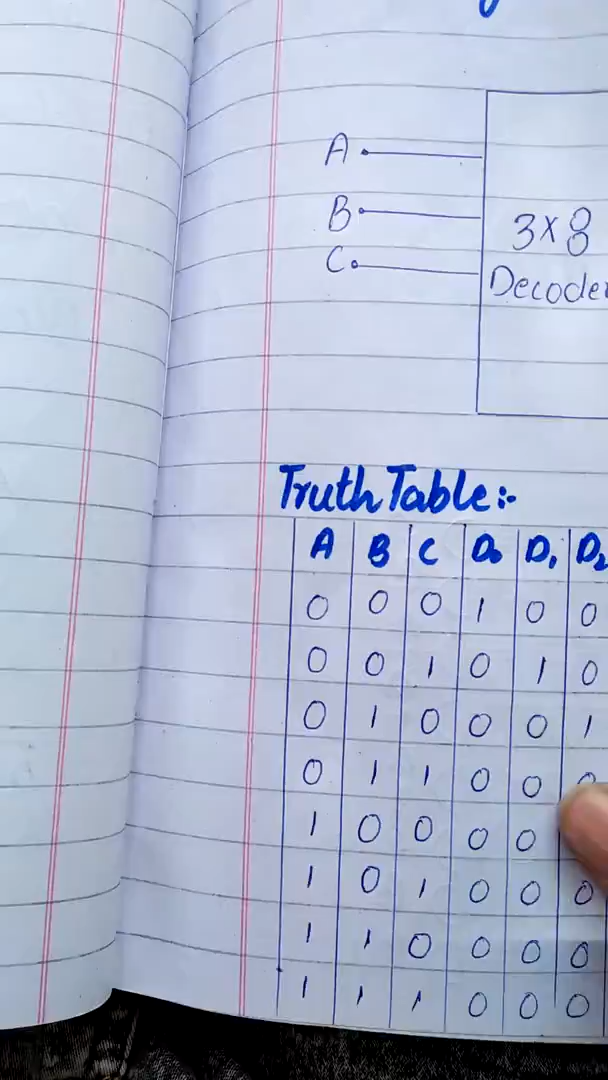 A
B
C
3x8
Decoder
Truth Table:-
A B C D0 D1 D2
0 0 0 1 0 0
0 0 1 0 1 0
0 1 0 0 0 1
0 1 1 0 0
1 0 0 0 0
1 0 1 0 0 0
1 1 0 0 0 0
1 1 1 0 0 0